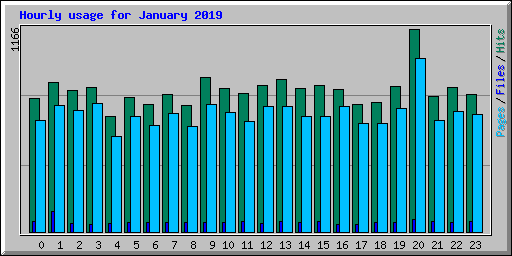 Hourly usage for January 2019
1166
Pages / Files / Hits
0 1 2 3 4 5 6 7 8 9 10 11 12 13 14 15 16 17 18 19 20 21 22 23